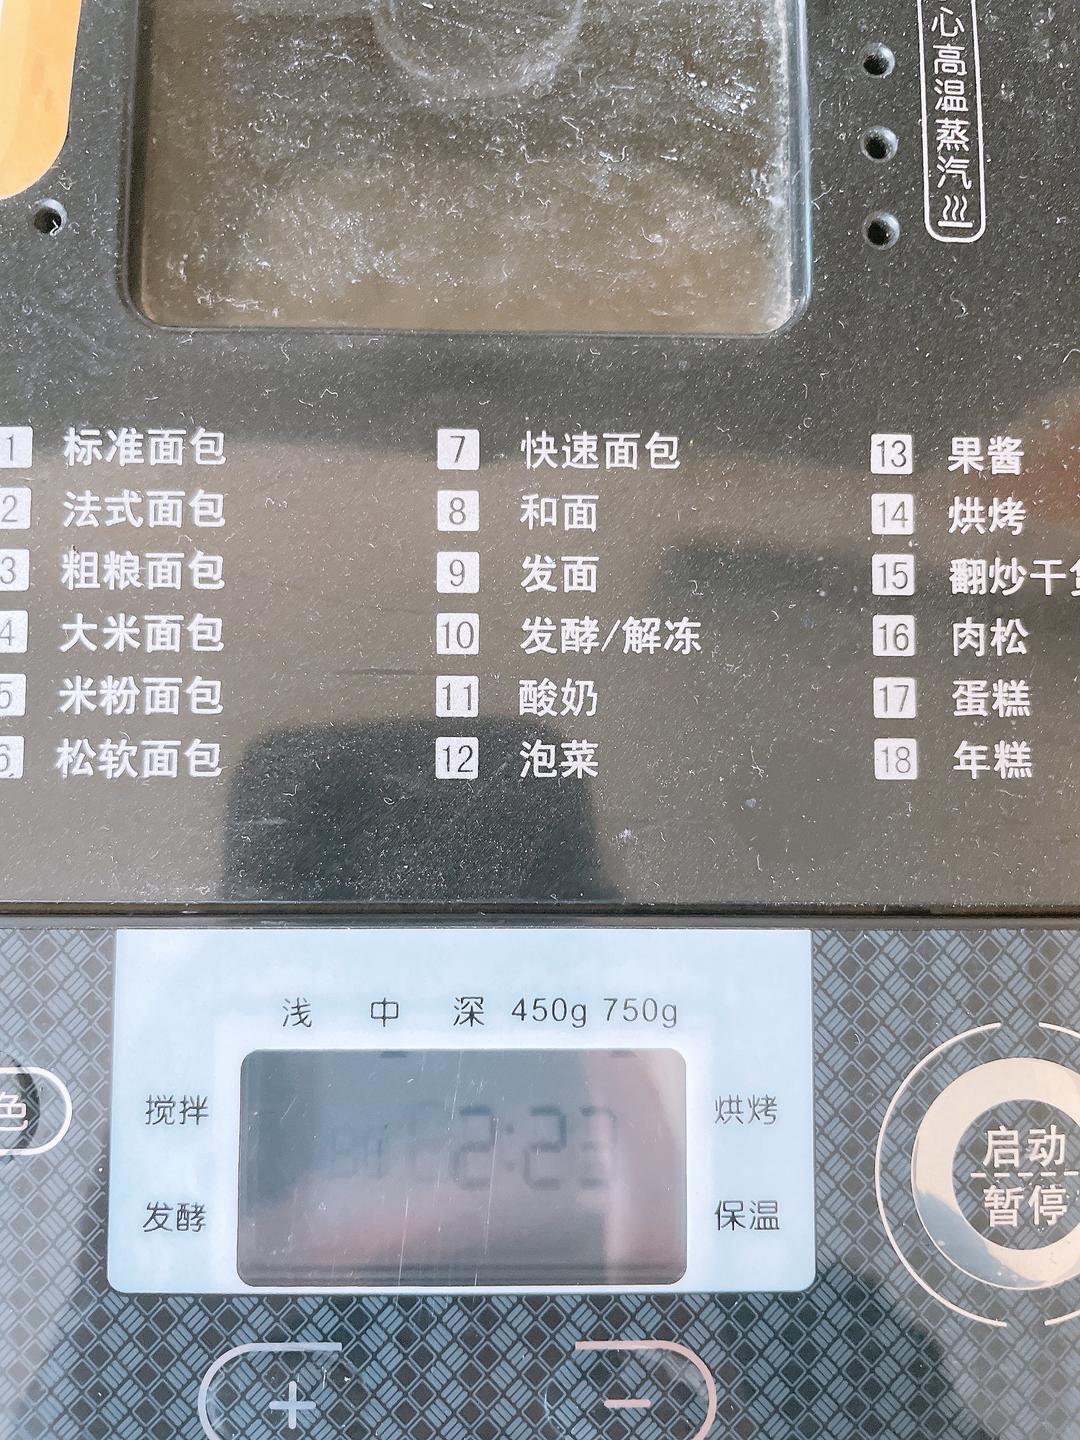 心高温蒸汽
1 标准面包
2 法式面包
3 粗粮面包
4 大米面包
5 米粉面包
6 松软面包
7 快速面包
8 和面
9 发面
10 发酵/解冻
11 酸奶
12 泡菜
13 果酱
14 烘烤
15 翻炒干
16 肉松
17 蛋糕
18 年糕
浅 中 深 450g 750g
搅拌
发酵
2:23
烘烤
保温
色
启动
暂停
+
−